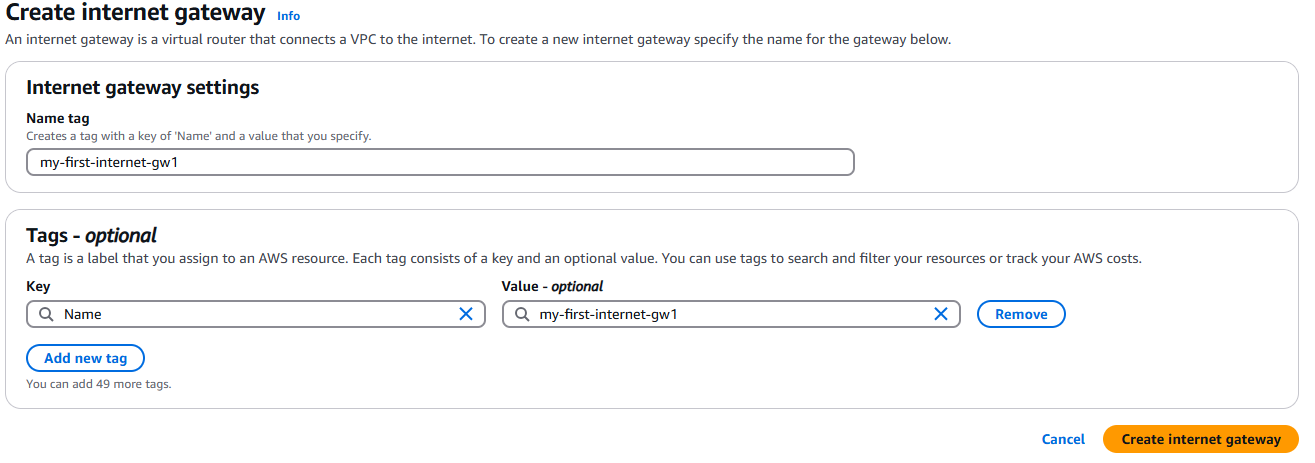 Create internet gateway Info
An internet gateway is a virtual router that connects a VPC to the internet. To create a new internet gateway specify the name for the gateway below.
Internet gateway settings
Name tag
Creates a tag with a key of 'Name' and a value that you specify.
my-first-internet-gw1
Tags - optional
A tag is a label that you assign to an AWS resource. Each tag consists of a key and an optional value. You can use tags to search and filter your resources or track your AWS costs.
Key Value - optional
Name my-first-internet-gw1 Remove
Add new tag
You can add 49 more tags.
Cancel Create internet gateway